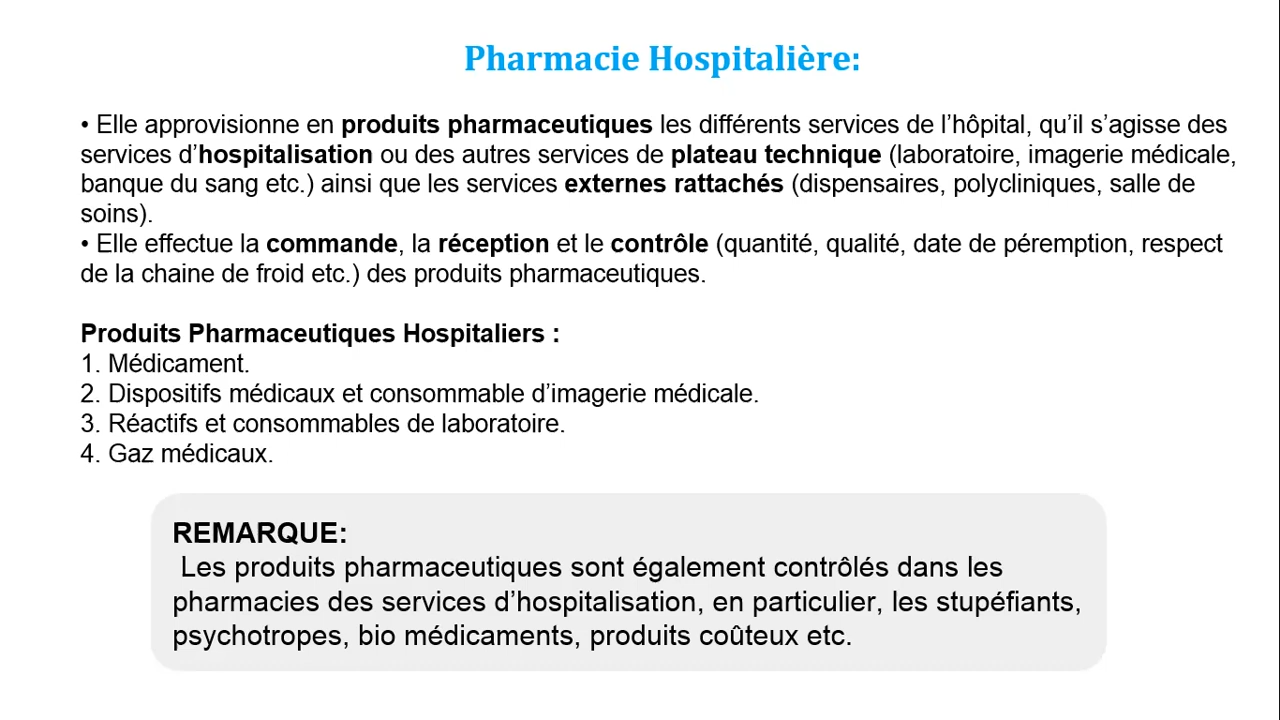 Pharmacie Hospitalière:
• Elle approvisionne en produits pharmaceutiques les différents services de l’hôpital, qu’il s’agisse des
services d’hospitalisation ou des autres services de plateau technique (laboratoire, imagerie médicale,
banque du sang etc.) ainsi que les services externes rattachés (dispensaires, polycliniques, salle de
soins).
• Elle effectue la commande, la réception et le contrôle (quantité, qualité, date de péremption, respect
de la chaine de froid etc.) des produits pharmaceutiques.
Produits Pharmaceutiques Hospitaliers :
1. Médicament.
2. Dispositifs médicaux et consommable d’imagerie médicale.
3. Réactifs et consommables de laboratoire.
4. Gaz médicaux.
REMARQUE:
Les produits pharmaceutiques sont également contrôlés dans les
pharmacies des services d’hospitalisation, en particulier, les stupéfiants,
psychotropes, bio médicaments, produits coûteux etc.